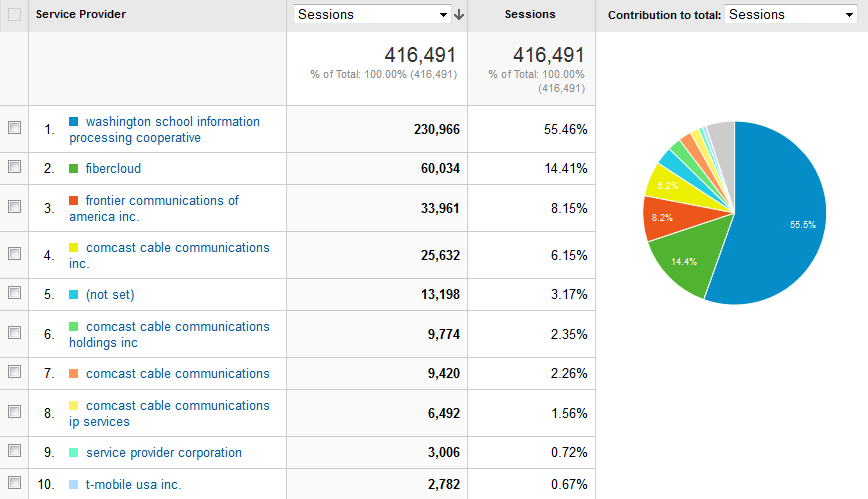 Service Provider
Sessions
Sessions
Contribution to total: Sessions
416,491
% of Total: 100.00% (416,491)
416,491
% of Total: 100.00%
(416,491)
1. washington school information
processing cooperative
230,966
55.46%
2. fibercloud
60,034
14.41%
3. frontier communications of
america inc.
33,961
8.15%
4. comcast cable communications
inc.
25,632
6.15%
5. (not set)
13,198
3.17%
6. comcast cable communications
holdings inc
9,774
2.35%
7. comcast cable communications
9,420
2.26%
8. comcast cable communications
ip services
6,492
1.56%
9. service provider corporation
3,006
0.72%
10. t-mobile usa inc.
2,782
0.67%
6.2%
8.2%
14.4%
55.5%